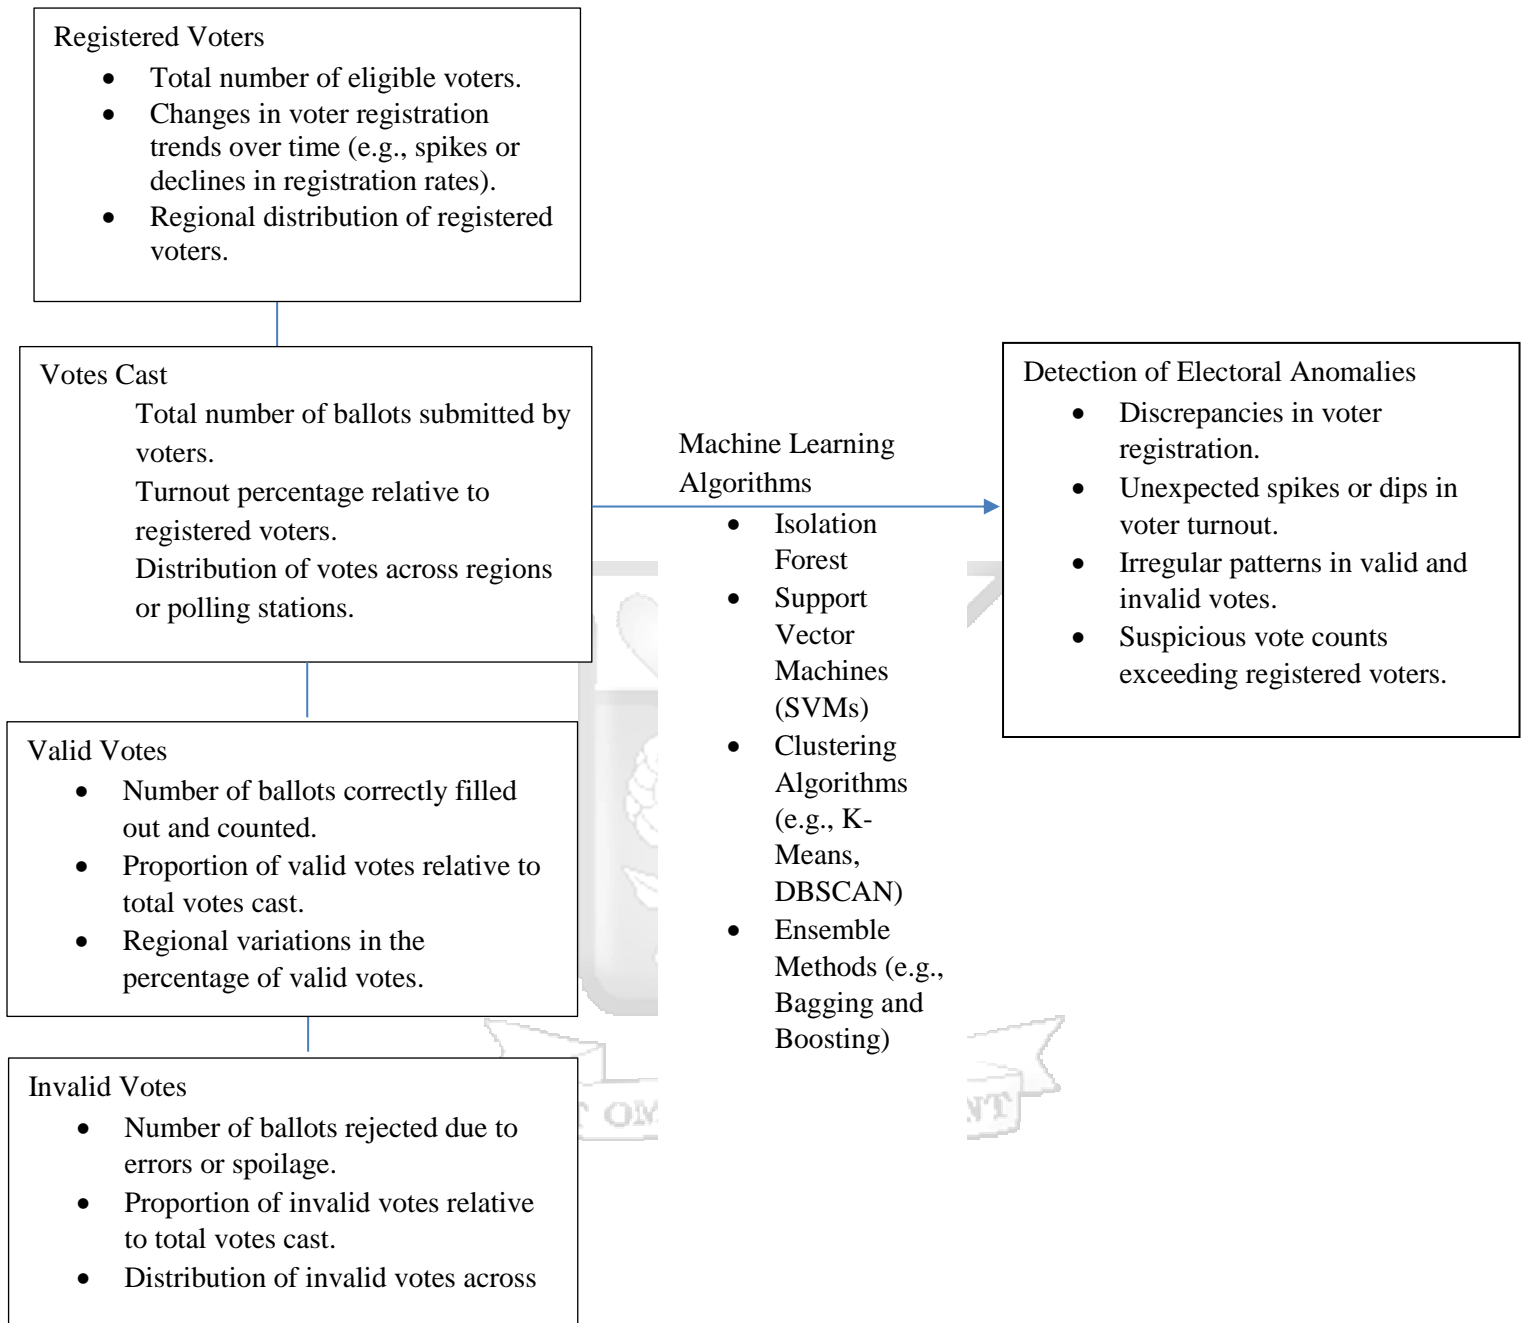 Registered Voters
• Total number of eligible voters.
• Changes in voter registration
trends over time (e.g., spikes or
declines in registration rates).
• Regional distribution of registered
voters.
Votes Cast
Total number of ballots submitted by
voters.
Turnout percentage relative to
registered voters.
Distribution of votes across regions
or polling stations.
Valid Votes
• Number of ballots correctly filled
out and counted.
• Proportion of valid votes relative to
total votes cast.
• Regional variations in the
percentage of valid votes.
Invalid Votes
• Number of ballots rejected due to
errors or spoilage.
• Proportion of invalid votes relative
to total votes cast.
• Distribution of invalid votes across
Machine Learning
Algorithms
• Isolation
Forest
• Support
Vector
Machines
(SVMs)
• Clustering
Algorithms
(e.g., K-
Means,
DBSCAN)
• Ensemble
Methods (e.g.,
Bagging and
Boosting)
Detection of Electoral Anomalies
• Discrepancies in voter
registration.
• Unexpected spikes or dips in
voter turnout.
• Irregular patterns in valid and
invalid votes.
• Suspicious vote counts
exceeding registered voters.